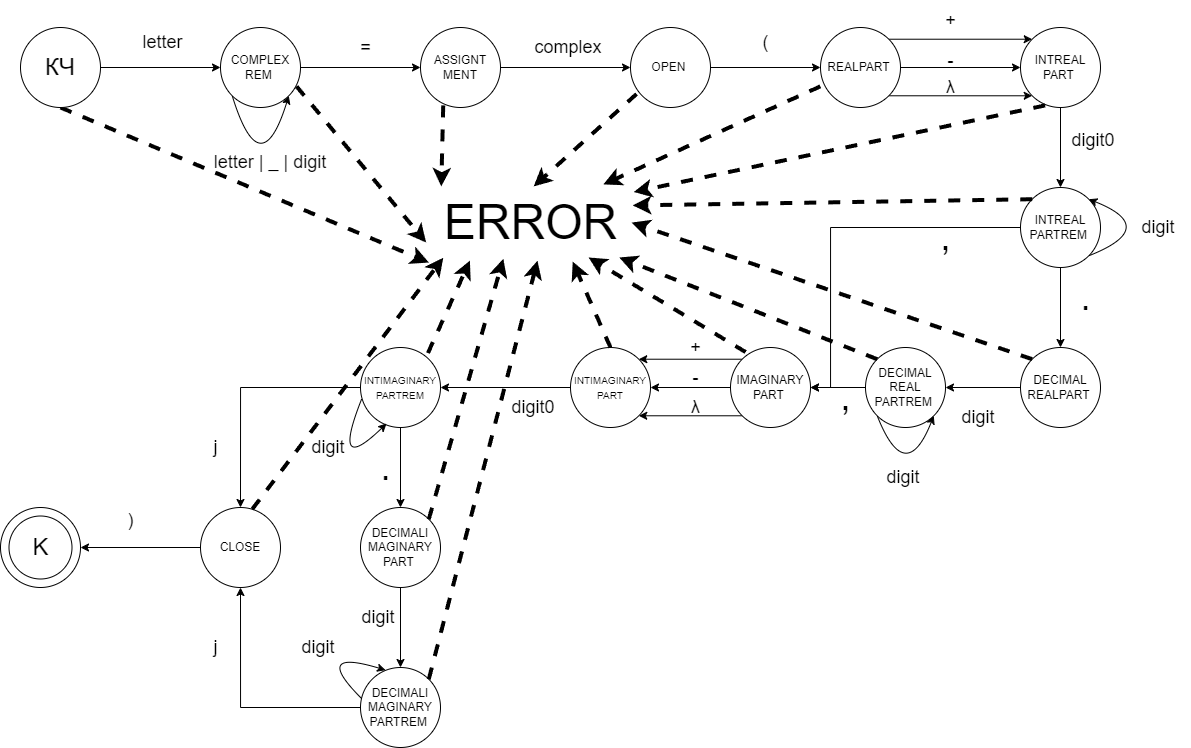 КЧ
letter
COMPLEX
REM
letter | _ | digit
=
ASSIGNT
MENT
complex
OPEN
(
REALPART
+
-
λ
INTREAL
PART
digit0
ERROR
INTREAL
PARTREM
digit
,
.
INTIMAGINARY
PARTREM
digit
digit0
INTIMAGINARY
PART
+
-
λ
IMAGINARY
PART
,
DECIMAL
REAL
PARTREM
digit
digit
DECIMAL
REALPART
j
.
K
)
CLOSE
DECIMALI
MAGINARY
PART
digit
j
digit
DECIMALI
MAGINARY
PARTREM